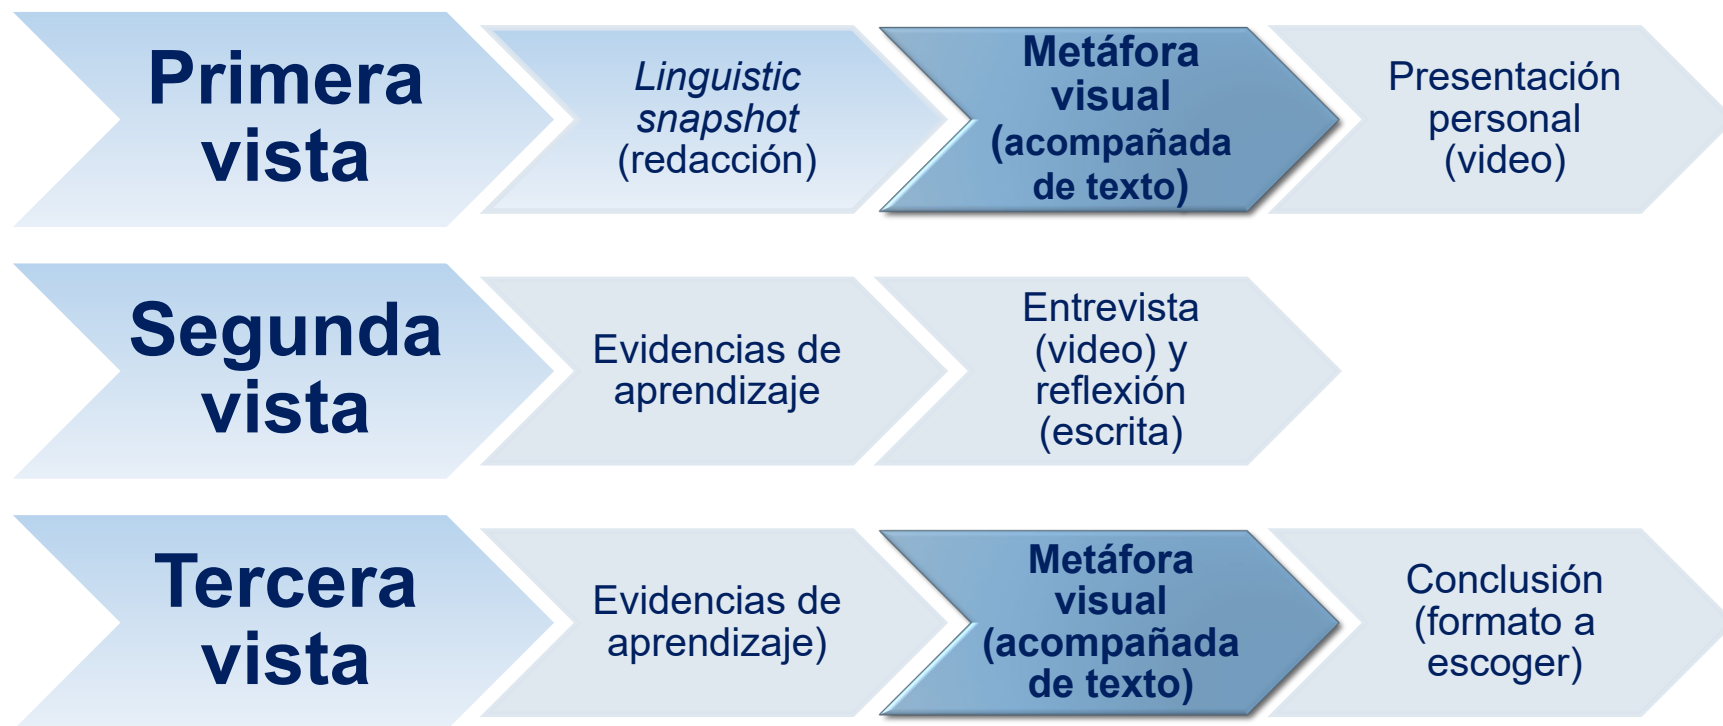 Primera
vista
Linguistic
snapshot
(redacción)
Metáfora
visual
(acompañada
de texto)
Presentación
personal
(video)
Segunda
vista
Evidencias de
aprendizaje
Entrevista
(video) y
reflexión
(escrita)
Tercera
vista
Evidencias de
aprendizaje)
Metáfora
visual
(acompañada
de texto)
Conclusión
(formato a
escoger)